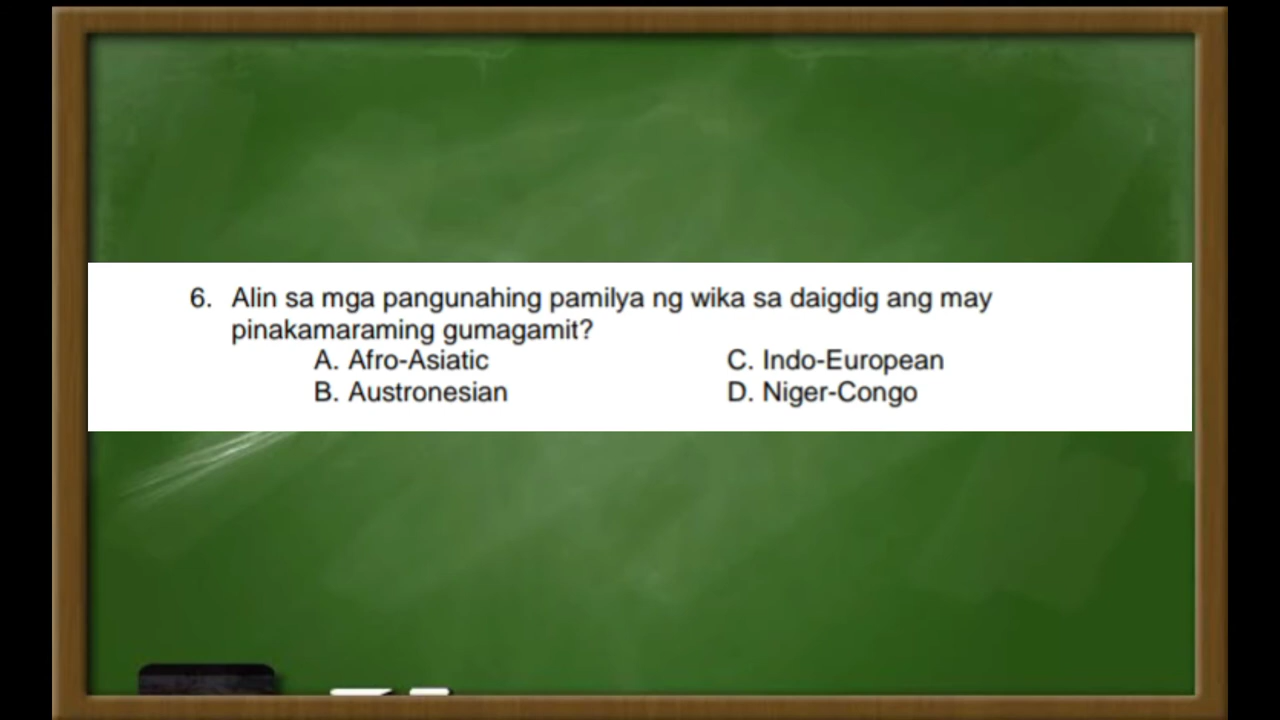 6. Alin sa mga pangunahing pamilya ng wika sa daigdig ang may
pinakamaraming gumagamit?
A. Afro-Asiatic C. Indo-European
B. Austronesian D. Niger-Congo